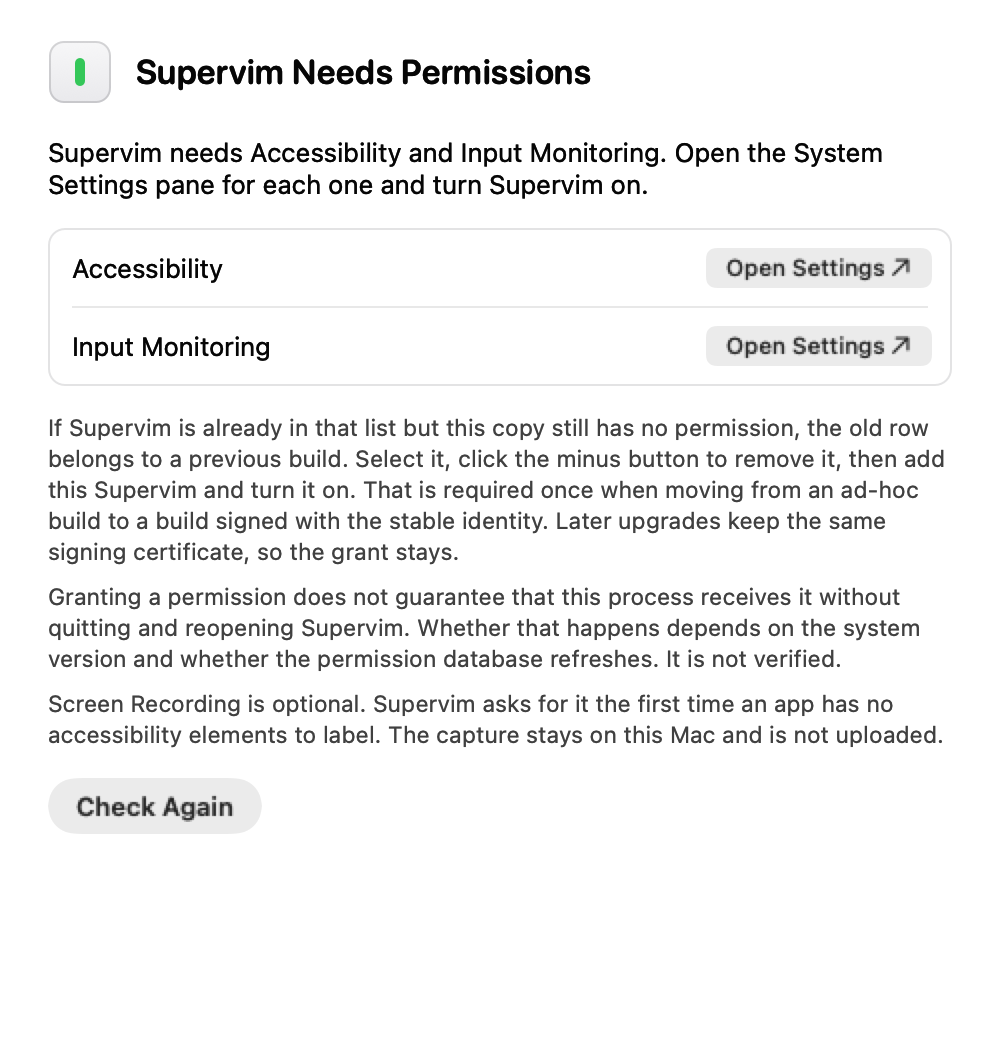 Supervim Needs Permissions
Supervim needs Accessibility and Input Monitoring. Open the System
Settings pane for each one and turn Supervim on.
Accessibility
Open Settings ↗
Input Monitoring
Open Settings ↗
If Supervim is already in that list but this copy still has no permission, the old row
belongs to a previous build. Select it, click the minus button to remove it, then add
this Supervim and turn it on. That is required once when moving from an ad-hoc
build to a build signed with the stable identity. Later upgrades keep the same
signing certificate, so the grant stays.
Granting a permission does not guarantee that this process receives it without
quitting and reopening Supervim. Whether that happens depends on the system
version and whether the permission database refreshes. It is not verified.
Screen Recording is optional. Supervim asks for it the first time an app has no
accessibility elements to label. The capture stays on this Mac and is not uploaded.
Check Again